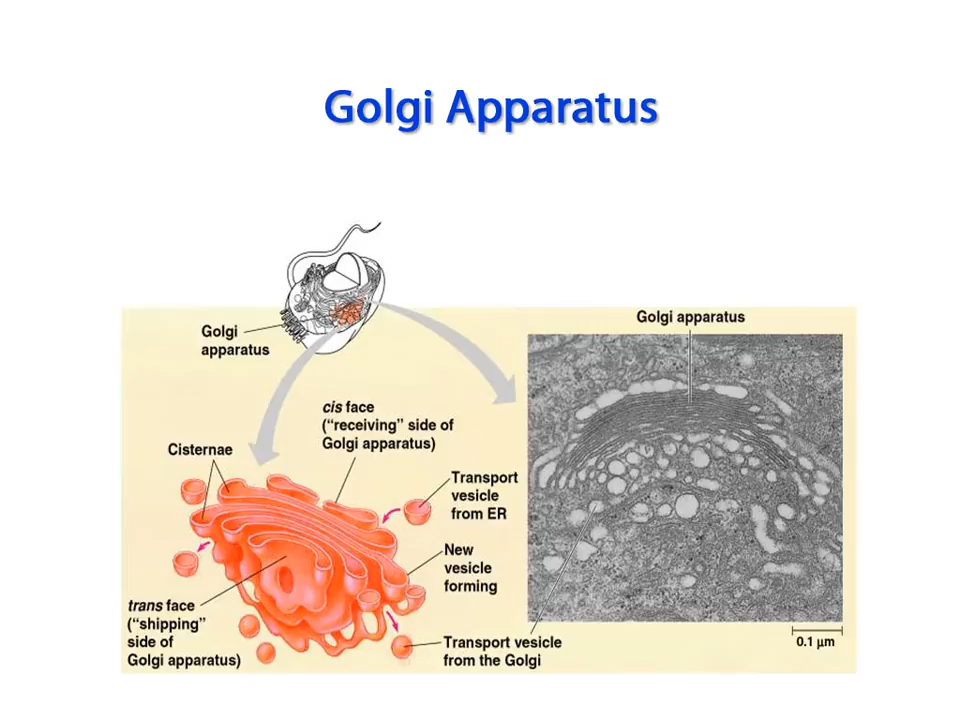 Golgi Apparatus
Golgi
apparatus
Golgi apparatus
cis face
("receiving" side of
Golgi apparatus)
Cisternae
Transport
vesicle
from ER
New
vesicle
forming
trans face
("shipping"
side of
Golgi apparatus)
Transport vesicle
from the Golgi
0.1 µm